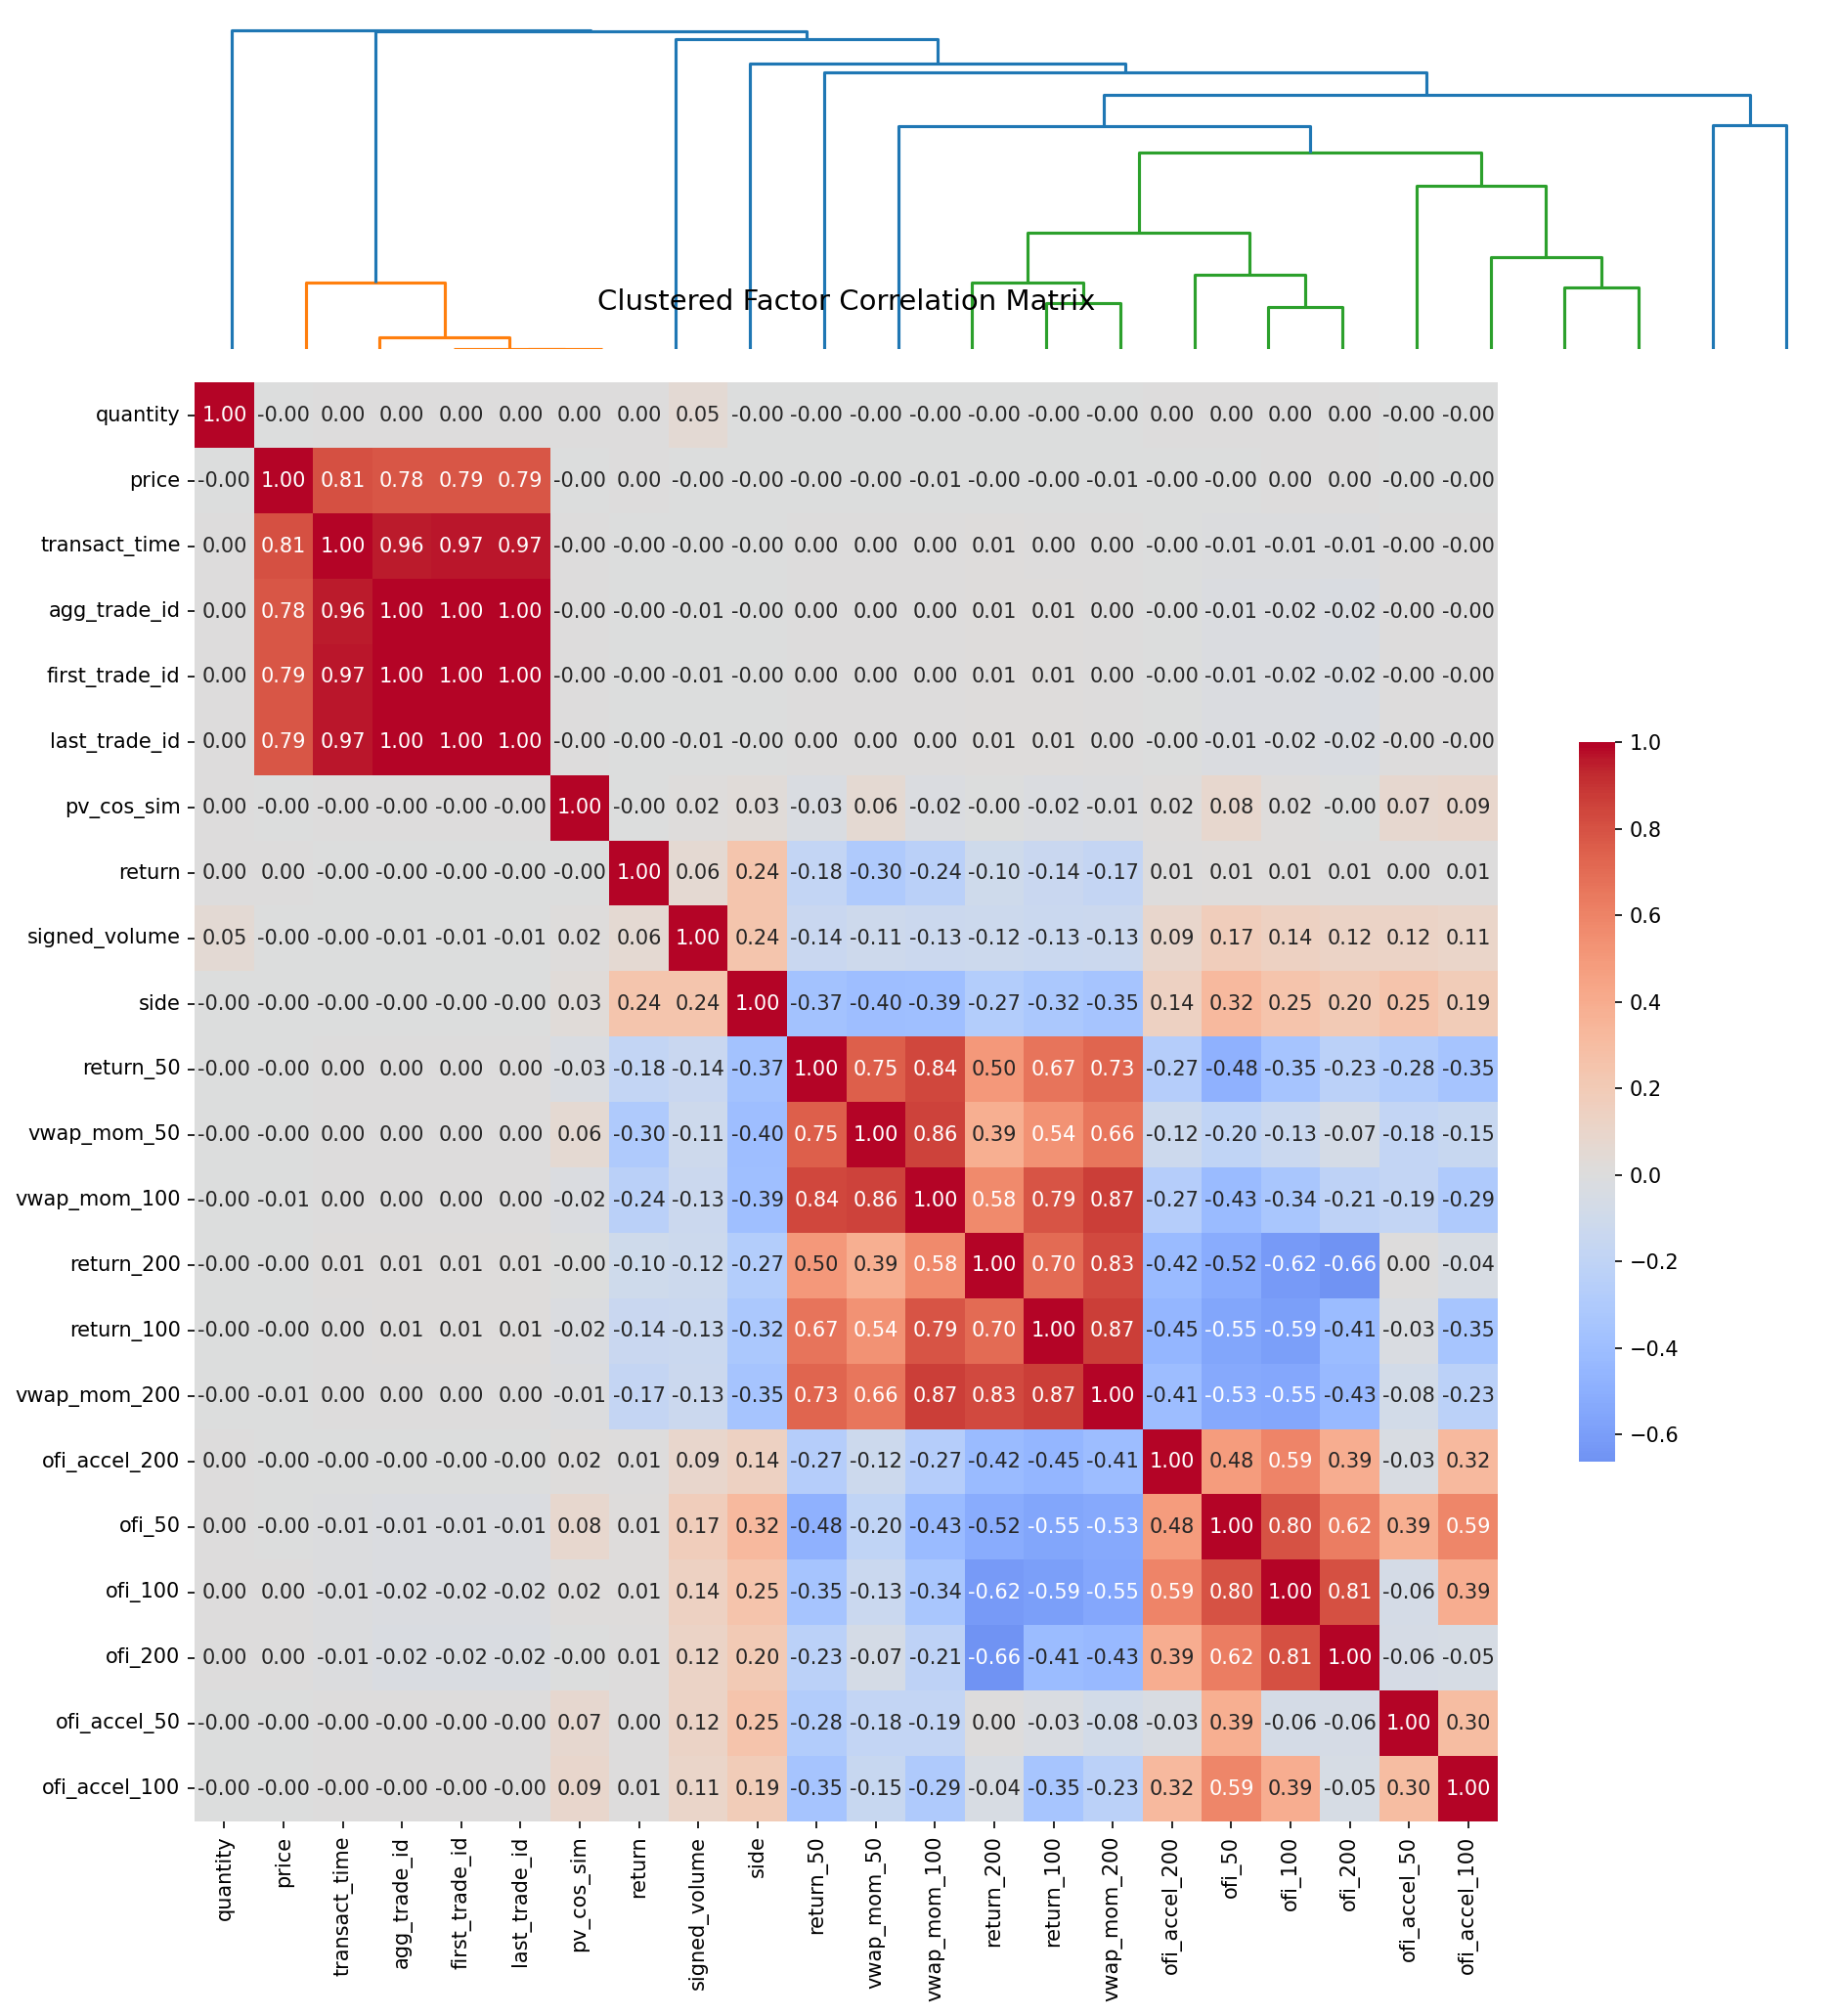 Clustered Factor Correlation Matrix
quantity 1.00 -0.00 0.00 0.00 0.00 0.00 0.00 0.00 0.05 -0.00 -0.00 -0.00 -0.00 -0.00 -0.00 -0.00 0.00 0.00 0.00 0.00 -0.00 -0.00
price -0.00 1.00 0.81 0.78 0.79 0.79 -0.00 0.00 -0.00 -0.00 -0.00 -0.00 -0.01 -0.00 -0.00 -0.01 -0.00 -0.00 0.00 0.00 -0.00 -0.00
transact_time 0.00 0.81 1.00 0.96 0.97 0.97 -0.00 -0.00 -0.00 -0.00 0.00 0.00 0.00 0.01 0.00 0.00 -0.00 -0.01 -0.01 -0.01 -0.00 -0.00
agg_trade_id 0.00 0.78 0.96 1.00 1.00 1.00 -0.00 -0.00 -0.01 -0.00 0.00 0.00 0.00 0.01 0.01 0.00 -0.00 -0.01 -0.02 -0.02 -0.00 -0.00
first_trade_id 0.00 0.79 0.97 1.00 1.00 1.00 -0.00 -0.00 -0.01 -0.00 0.00 0.00 0.00 0.01 0.01 0.00 -0.00 -0.01 -0.02 -0.02 -0.00 -0.00
last_trade_id 0.00 0.79 0.97 1.00 1.00 1.00 -0.00 -0.00 -0.01 -0.00 0.00 0.00 0.00 0.01 0.01 0.00 -0.00 -0.01 -0.02 -0.02 -0.00 -0.00
pv_cos_sim 0.00 -0.00 -0.00 -0.00 -0.00 -0.00 1.00 -0.00 0.02 0.03 -0.03 0.06 -0.02 -0.00 -0.02 -0.01 0.02 0.08 0.02 -0.00 0.07 0.09
return 0.00 0.00 -0.00 -0.00 -0.00 -0.00 -0.00 1.00 0.06 0.24 -0.18 -0.30 -0.24 -0.10 -0.14 -0.17 0.01 0.01 0.01 0.01 0.00 0.01
signed_volume 0.05 -0.00 -0.00 -0.01 -0.01 -0.01 0.02 0.06 1.00 0.24 -0.14 -0.11 -0.13 -0.12 -0.13 -0.13 0.09 0.17 0.14 0.12 0.12 0.11
side -0.00 -0.00 -0.00 -0.00 -0.00 -0.00 0.03 0.24 0.24 1.00 -0.37 -0.40 -0.39 -0.27 -0.32 -0.35 0.14 0.32 0.25 0.20 0.25 0.19
return_50 -0.00 -0.00 0.00 0.00 0.00 0.00 -0.03 -0.18 -0.14 -0.37 1.00 0.75 0.84 0.50 0.67 0.73 -0.27 -0.48 -0.35 -0.23 -0.28 -0.35
vwap_mom_50 -0.00 -0.00 0.00 0.00 0.00 0.00 0.06 -0.30 -0.11 -0.40 0.75 1.00 0.86 0.39 0.54 0.66 -0.12 -0.20 -0.13 -0.07 -0.18 -0.15
vwap_mom_100 -0.00 -0.01 0.00 0.00 0.00 0.00 -0.02 -0.24 -0.13 -0.39 0.84 0.86 1.00 0.58 0.79 0.87 -0.27 -0.43 -0.34 -0.21 -0.19 -0.29
return_200 -0.00 -0.00 0.01 0.01 0.01 0.01 -0.00 -0.10 -0.12 -0.27 0.50 0.39 0.58 1.00 0.70 0.83 -0.42 -0.52 -0.62 -0.66 0.00 -0.04
return_100 -0.00 -0.00 0.00 0.01 0.01 0.01 -0.02 -0.14 -0.13 -0.32 0.67 0.54 0.79 0.70 1.00 0.87 -0.45 -0.55 -0.59 -0.41 -0.03 -0.35
vwap_mom_200 -0.00 -0.01 0.00 0.00 0.00 0.00 -0.01 -0.17 -0.13 -0.35 0.73 0.66 0.87 0.83 0.87 1.00 -0.41 -0.53 -0.55 -0.43 -0.08 -0.23
ofi_accel_200 0.00 -0.00 -0.00 -0.00 -0.00 -0.00 0.02 0.01 0.09 0.14 -0.27 -0.12 -0.27 -0.42 -0.45 -0.41 1.00 0.48 0.59 0.39 -0.03 0.32
ofi_50 0.00 -0.00 -0.01 -0.01 -0.01 -0.01 0.08 0.01 0.17 0.32 -0.48 -0.20 -0.43 -0.52 -0.55 -0.53 0.48 1.00 0.80 0.62 0.39 0.59
ofi_100 0.00 0.00 -0.01 -0.02 -0.02 -0.02 0.02 0.01 0.14 0.25 -0.35 -0.13 -0.34 -0.62 -0.59 -0.55 0.59 0.80 1.00 0.81 -0.06 0.39
ofi_200 0.00 0.00 -0.01 -0.02 -0.02 -0.02 -0.00 0.01 0.12 0.20 -0.23 -0.07 -0.21 -0.66 -0.41 -0.43 0.39 0.62 0.81 1.00 -0.06 -0.05
ofi_accel_50 -0.00 -0.00 -0.00 -0.00 -0.00 -0.00 0.07 0.00 0.12 0.25 -0.28 -0.18 -0.19 0.00 -0.03 -0.08 -0.03 0.39 -0.06 -0.06 1.00 0.30
ofi_accel_100 -0.00 -0.00 -0.00 -0.00 -0.00 -0.00 0.09 0.01 0.11 0.19 -0.35 -0.15 -0.29 -0.04 -0.35 -0.23 0.32 0.59 0.39 -0.05 0.30 1.00
quantity price transact_time agg_trade_id first_trade_id last_trade_id pv_cos_sim return signed_volume side return_50 vwap_mom_50 vwap_mom_100 return_200 return_100 vwap_mom_200 ofi_accel_200 ofi_50 ofi_100 ofi_200 ofi_accel_50 ofi_accel_100
1.0
0.8
0.6
0.4
0.2
0.0
−0.2
−0.4
−0.6